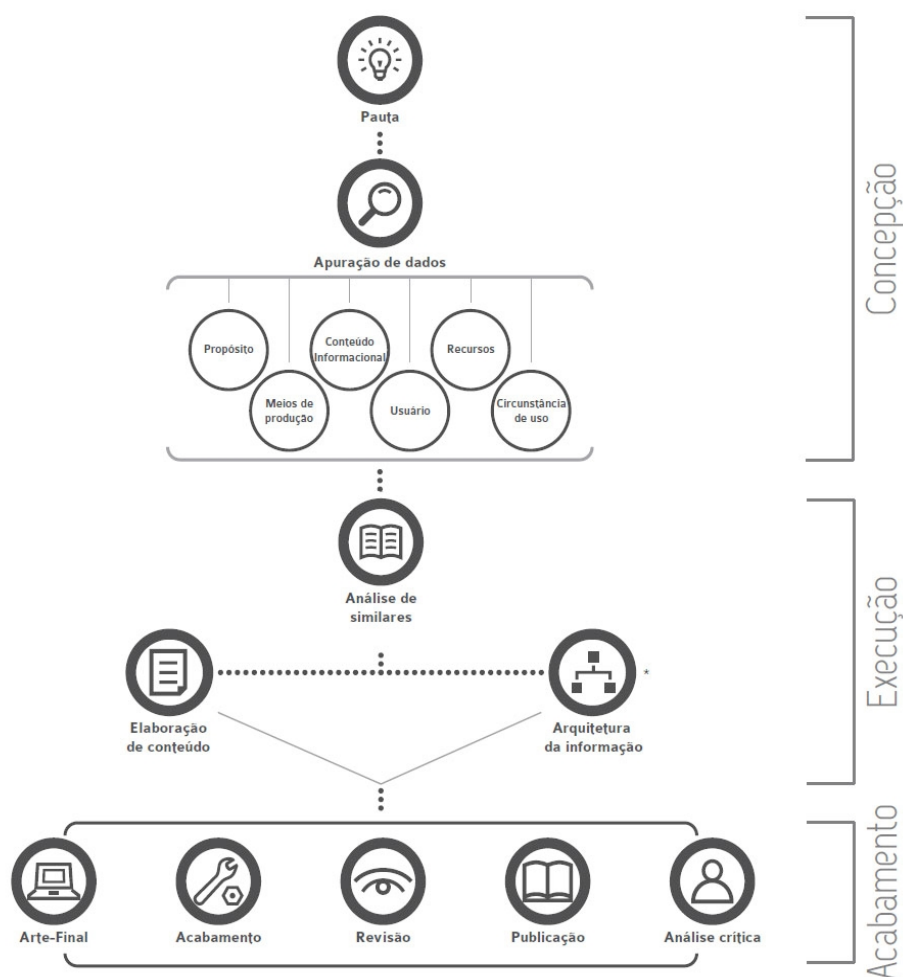 Pauta
Apuração de dados
Propósito
Conteúdo
Informacional
Recursos
Meios de
produção
Usuário
Circunstância
de uso
Concepção
Análise de
similares
*
Elaboração
de conteúdo
Arquitetura
da informação
Execução
Arte-Final
Acabamento
Revisão
Publicação
Análise crítica
Acabamento